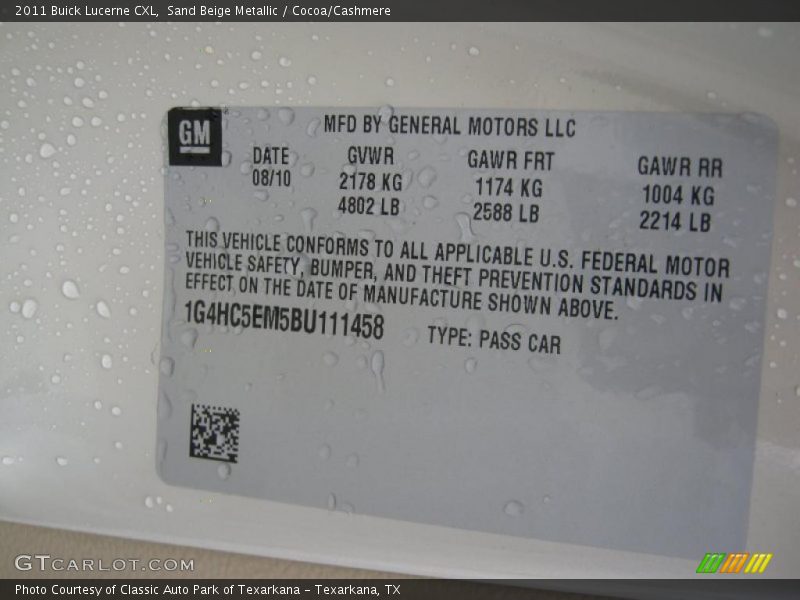 2011 Buick Lucerne CXL,  Sand Beige Metallic / Cocoa/Cashmere
GM
MFD BY GENERAL MOTORS LLC
DATE GVWR GAWR FRT GAWR RR
08/10 2178 KG 1174 KG 1004 KG
4802 LB 2588 LB 2214 LB
THIS VEHICLE CONFORMS TO ALL APPLICABLE U.S. FEDERAL MOTOR
VEHICLE SAFETY, BUMPER, AND THEFT PREVENTION STANDARDS IN
EFFECT ON THE DATE OF MANUFACTURE SHOWN ABOVE.
1G4HC5EM5BU111458 TYPE: PASS CAR
GTCARLOT.COM
Photo Courtesy of Classic Auto Park of Texarkana - Texarkana, TX